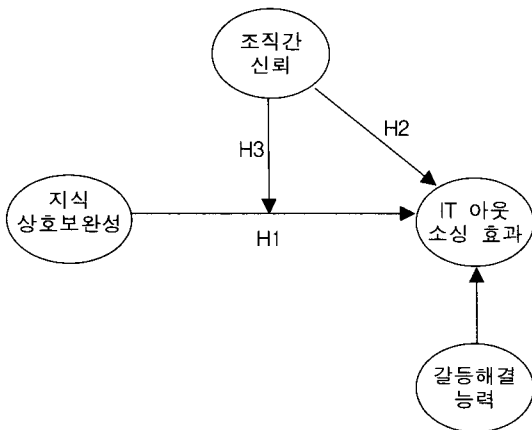 조직간
신뢰
H2
H3
지식
상호보완성
H1
IT 아웃
소싱 효과
갈등해결
능력